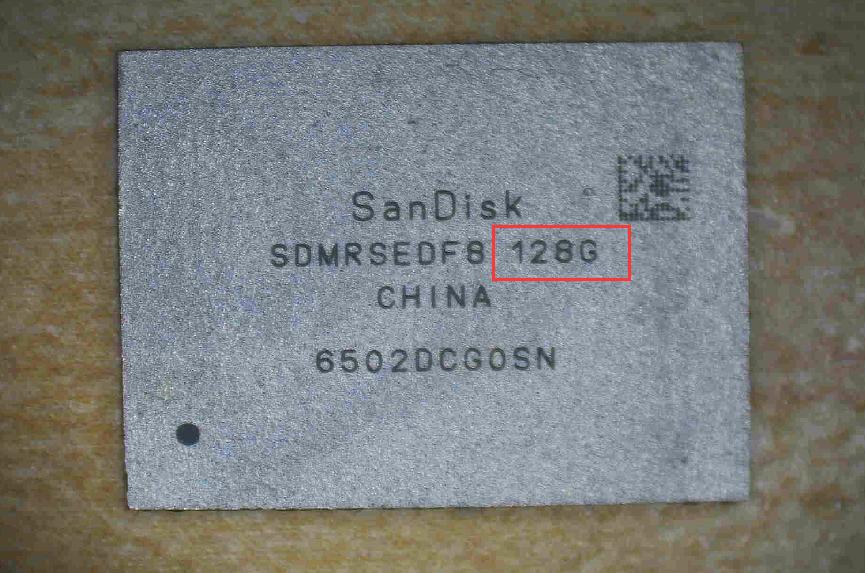 SanDisk
SDMRSEDF8 128G
CHINA
6502DCG0SN